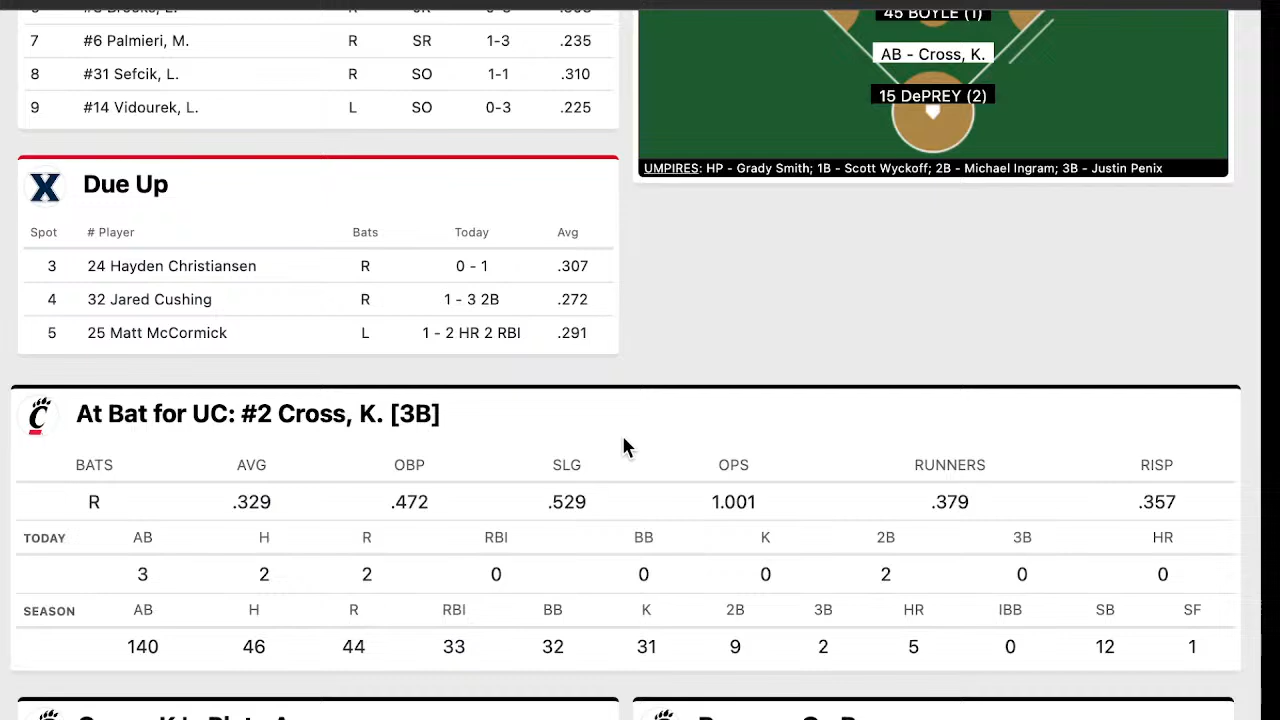 7 #6 Palmieri, M. R SR 1-3 .235
8 #31 Sefcik, L. R SO 1-1 .310
9 #14 Vidourek, L. L SO 0-3 .225
45 BOYLE (1)
AB - Cross, K.
15 DePREY (2)
UMPIRES: HP - Grady Smith; 1B - Scott Wyckoff; 2B - Michael Ingram; 3B - Justin Penix
X Due Up
Spot # Player Bats Today Avg
3 24 Hayden Christiansen R 0 - 1 .307
4 32 Jared Cushing R 1 - 3 2B .272
5 25 Matt McCormick L 1 - 2 HR 2 RBI .291
C At Bat for UC: #2 Cross, K. [3B]
BATS AVG OBP SLG OPS RUNNERS RISP
R .329 .472 .529 1.001 .379 .357
TODAY AB H R RBI BB K 2B 3B HR
3 2 2 0 0 0 2 0 0
SEASON AB H R RBI BB K 2B 3B HR IBB SB SF
140 46 44 33 32 31 9 2 5 0 12 1